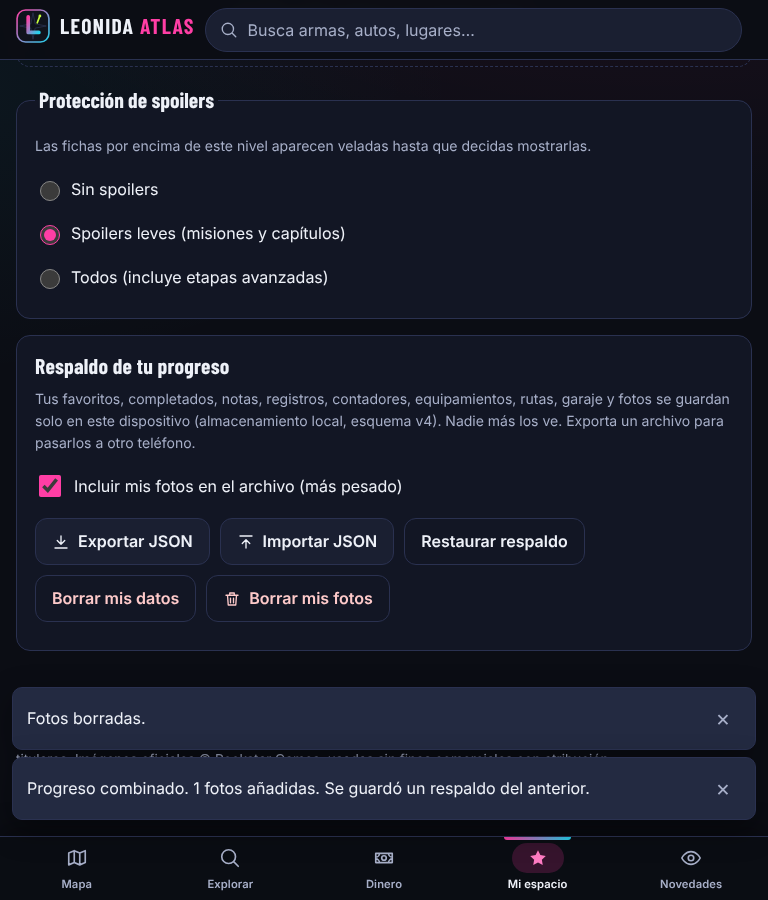 LEONIDA ATLAS
Busca armas, autos, lugares...
Protección de spoilers
Las fichas por encima de este nivel aparecen veladas hasta que decidas mostrarlas.
Sin spoilers
Spoilers leves (misiones y capítulos)
Todos (incluye etapas avanzadas)
Respaldo de tu progreso
Tus favoritos, completados, notas, registros, contadores, equipamientos, rutas, garaje y fotos se guardan
solo en este dispositivo (almacenamiento local, esquema v4). Nadie más los ve. Exporta un archivo para
pasarlos a otro teléfono.
Incluir mis fotos en el archivo (más pesado)
Exportar JSON
Importar JSON
Restaurar respaldo
Borrar mis datos
Borrar mis fotos
Fotos borradas.
Progreso combinado. 1 fotos añadidas. Se guardó un respaldo del anterior.
Mapa
Explorar
Dinero
Mi espacio
Novedades